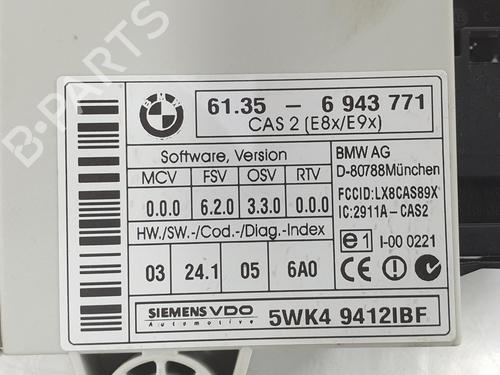 B-PARTS
BMW
61.35 - 6 943 771
CAS 2 (E8x/E9x)
Software, Version
MCV FSV OSV RTV
0.0.0 6.2.0 3.3.0 0.0.0
HW./SW.-/Cod.-/Diag.-Index
03 24.1 05 6A0
BMW AG
D-80788München
FCCID:LX8CAS89X
IC:2911A-CAS2
e1 I-00 0221
CE N
SIEMENS VDO
Automotive
5WK4 9412IBF